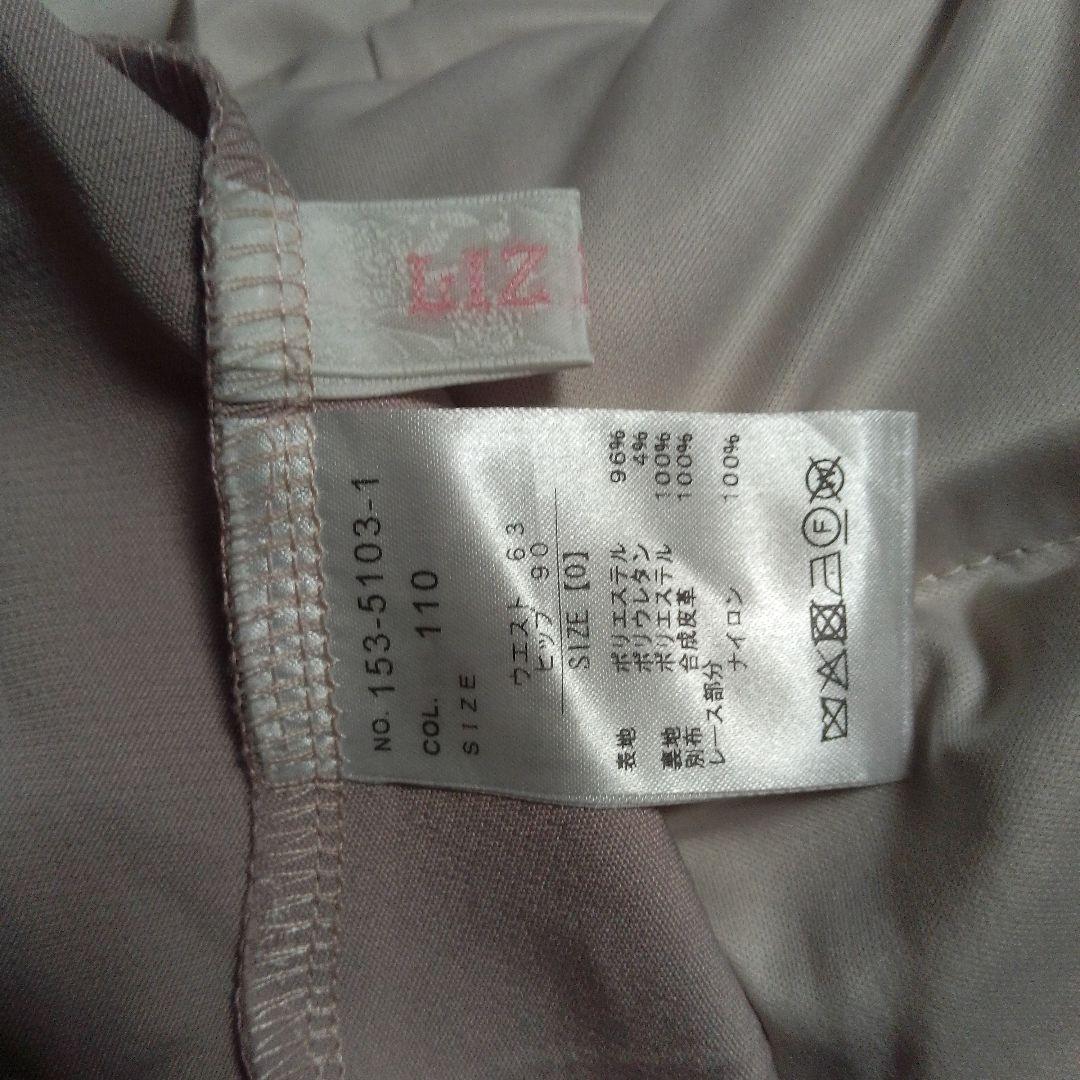 LIZ
NO. 153-5103-1
COL. 110
SIZE
ウエスト 63
ヒップ 90
SIZE 【0】
表地 ポリエステル 96%
ポリウレタン 4%
裏地 ポリエステル 100%
別布 合成皮革 100%
レース部分
ナイロン 100%
F
W